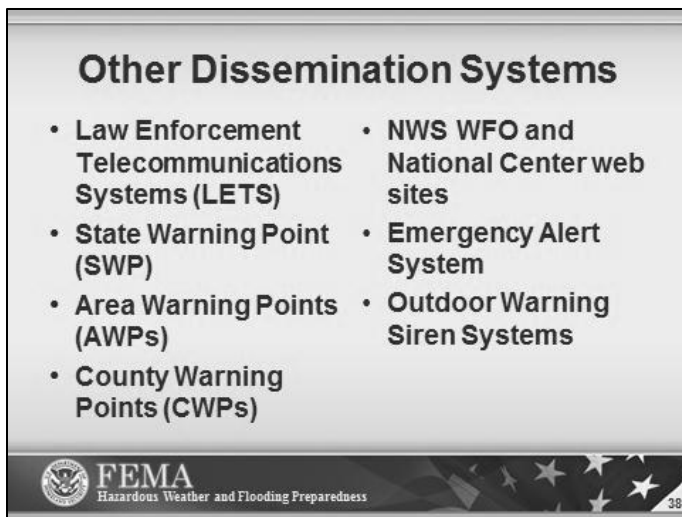 Other Dissemination Systems
• Law Enforcement
Telecommunications
Systems (LETS)
• State Warning Point
(SWP)
• Area Warning Points
(AWPs)
• County Warning
Points (CWPs)
• NWS WFO and
National Center web
sites
• Emergency Alert
System
• Outdoor Warning
Siren Systems
FEMA
Hazardous Weather and Flooding Preparedness
38